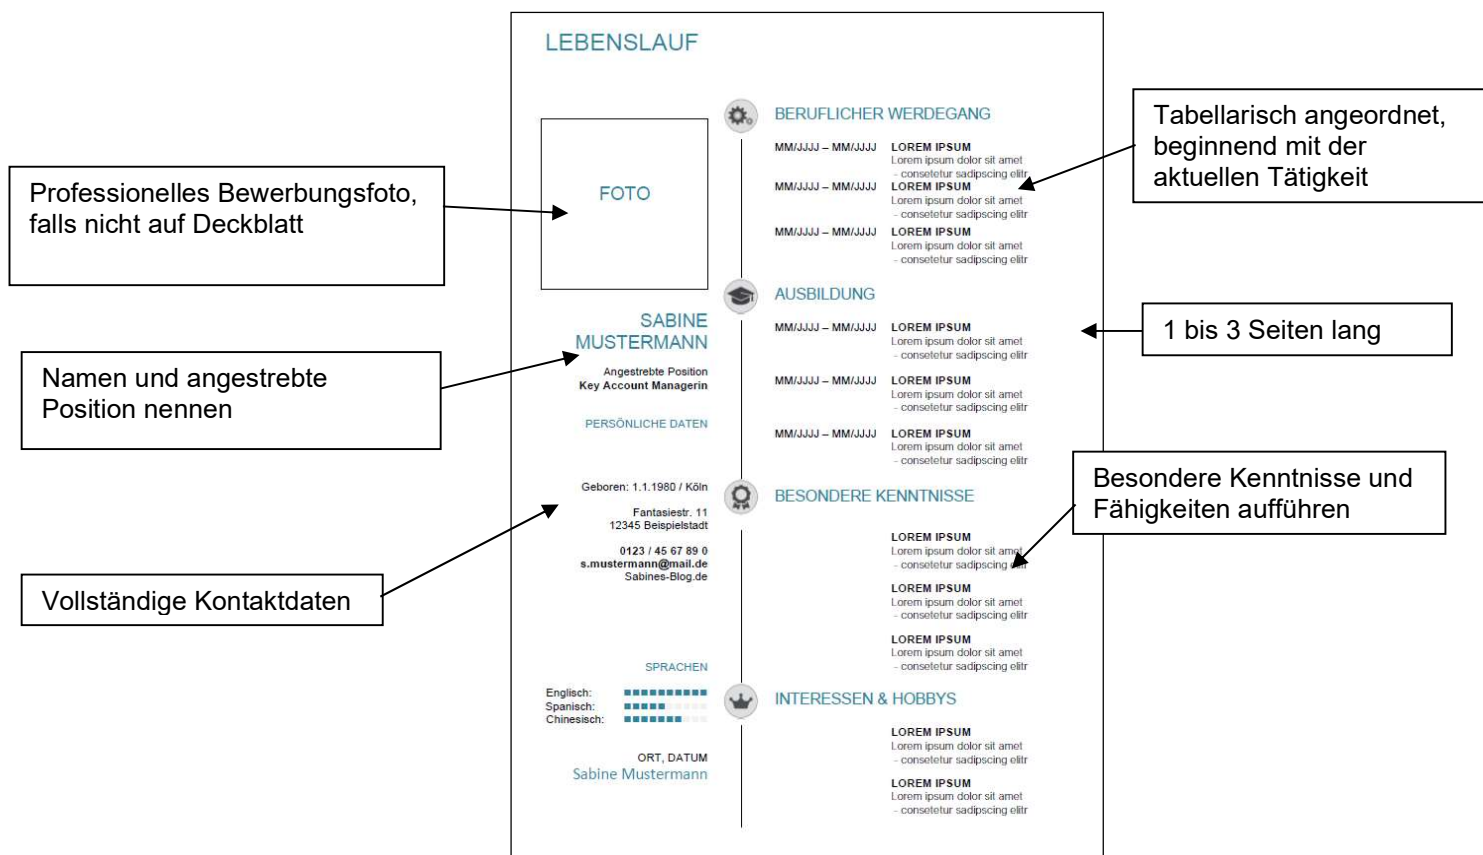 LEBENSLAUF
Professionelles Bewerbungsfoto,
falls nicht auf Deckblatt
Namen und angestrebte
Position nennen
Vollständige Kontaktdaten
FOTO
SABINE
MUSTERMANN
Angestrebte Position
Key Account Managerin
PERSÖNLICHE DATEN
Geboren: 1.1.1980 / Köln
Fantasiestr. 11
12345 Beispielstadt
0123 / 45 67 89 0
s.mustermann@mail.de
Sabines-Blog.de
SPRACHEN
Englisch:
Spanisch:
Chinesisch:
ORT, DATUM
Sabine Mustermann
BERUFLICHER WERDEGANG
MM/JJJJ – MM/JJJJ LOREM IPSUM
Lorem ipsum dolor sit amet
- consetetur sadipscing elitr
MM/JJJJ – MM/JJJJ LOREM IPSUM
Lorem ipsum dolor sit amet
- consetetur sadipscing elitr
MM/JJJJ – MM/JJJJ LOREM IPSUM
Lorem ipsum dolor sit amet
- consetetur sadipscing elitr
AUSBILDUNG
MM/JJJJ – MM/JJJJ LOREM IPSUM
Lorem ipsum dolor sit amet
- consetetur sadipscing elitr
MM/JJJJ – MM/JJJJ LOREM IPSUM
Lorem ipsum dolor sit amet
- consetetur sadipscing elitr
MM/JJJJ – MM/JJJJ LOREM IPSUM
Lorem ipsum dolor sit amet
- consetetur sadipscing elitr
BESONDERE KENNTNISSE
LOREM IPSUM
Lorem ipsum dolor sit amet
- consetetur sadipscing elitr
LOREM IPSUM
Lorem ipsum dolor sit amet
- consetetur sadipscing elitr
LOREM IPSUM
Lorem ipsum dolor sit amet
- consetetur sadipscing elitr
INTERESSEN & HOBBYS
LOREM IPSUM
Lorem ipsum dolor sit amet
- consetetur sadipscing elitr
LOREM IPSUM
Lorem ipsum dolor sit amet
- consetetur sadipscing elitr
Tabellarisch angeordnet,
beginnend mit der
aktuellen Tätigkeit
1 bis 3 Seiten lang
Besondere Kenntnisse und
Fähigkeiten aufführen